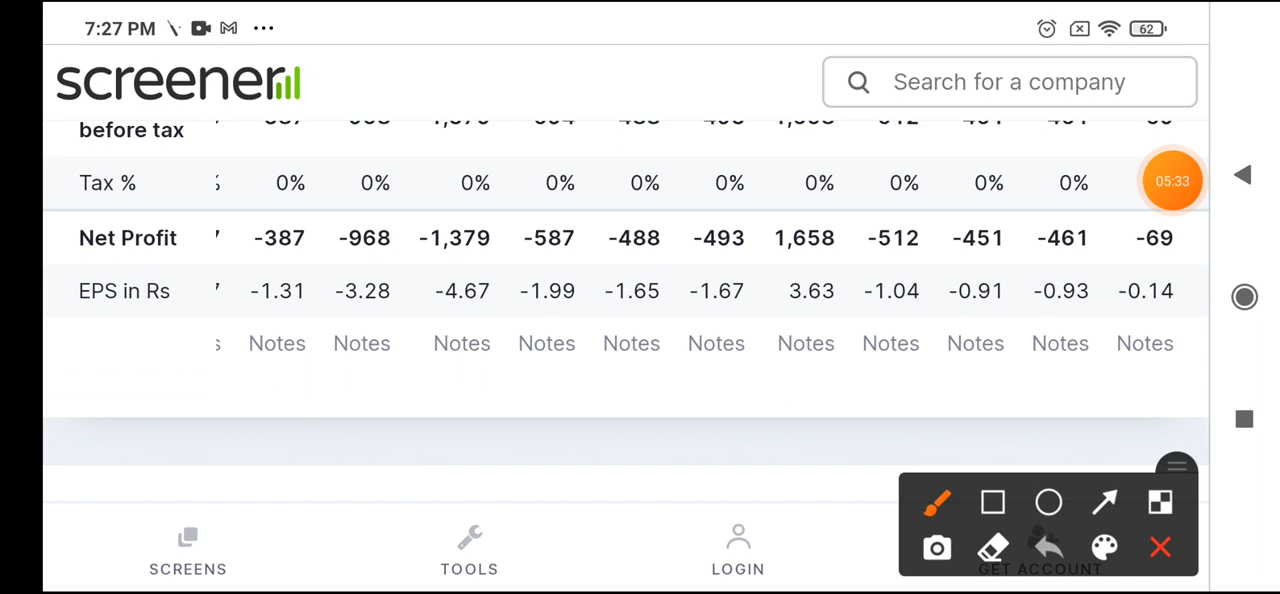 7:27 PM ... 62
screener Search for a company
before tax
Tax % 0% 0% 0% 0% 0% 0% 0% 0% 0% 0%
05:33
Net Profit -387 -968 -1,379 -587 -488 -493 1,658 -512 -451 -461 -69
EPS in Rs -1.31 -3.28 -4.67 -1.99 -1.65 -1.67 3.63 -1.04 -0.91 -0.93 -0.14
Notes Notes Notes Notes Notes Notes Notes Notes Notes Notes Notes
SCREENS TOOLS LOGIN GET ACCOUNT